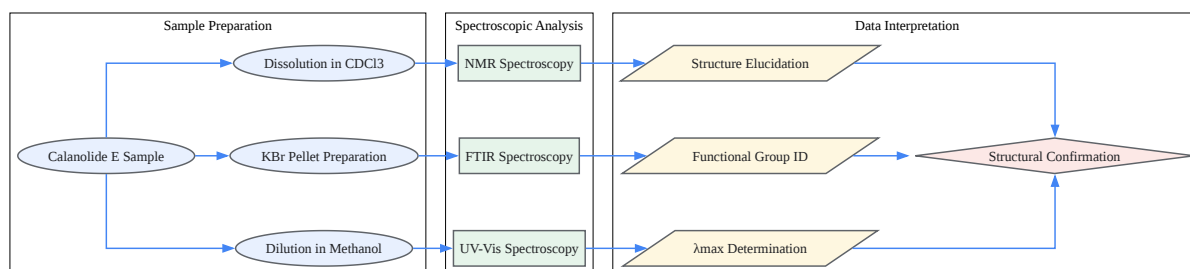 Sample Preparation
Spectroscopic Analysis
Data Interpretation
Dissolution in CDCl3
NMR Spectroscopy
Structure Elucidation
Calanolide E Sample
KBr Pellet Preparation
FTIR Spectroscopy
Functional Group ID
Structural Confirmation
Dilution in Methanol
UV-Vis Spectroscopy
λmax Determination